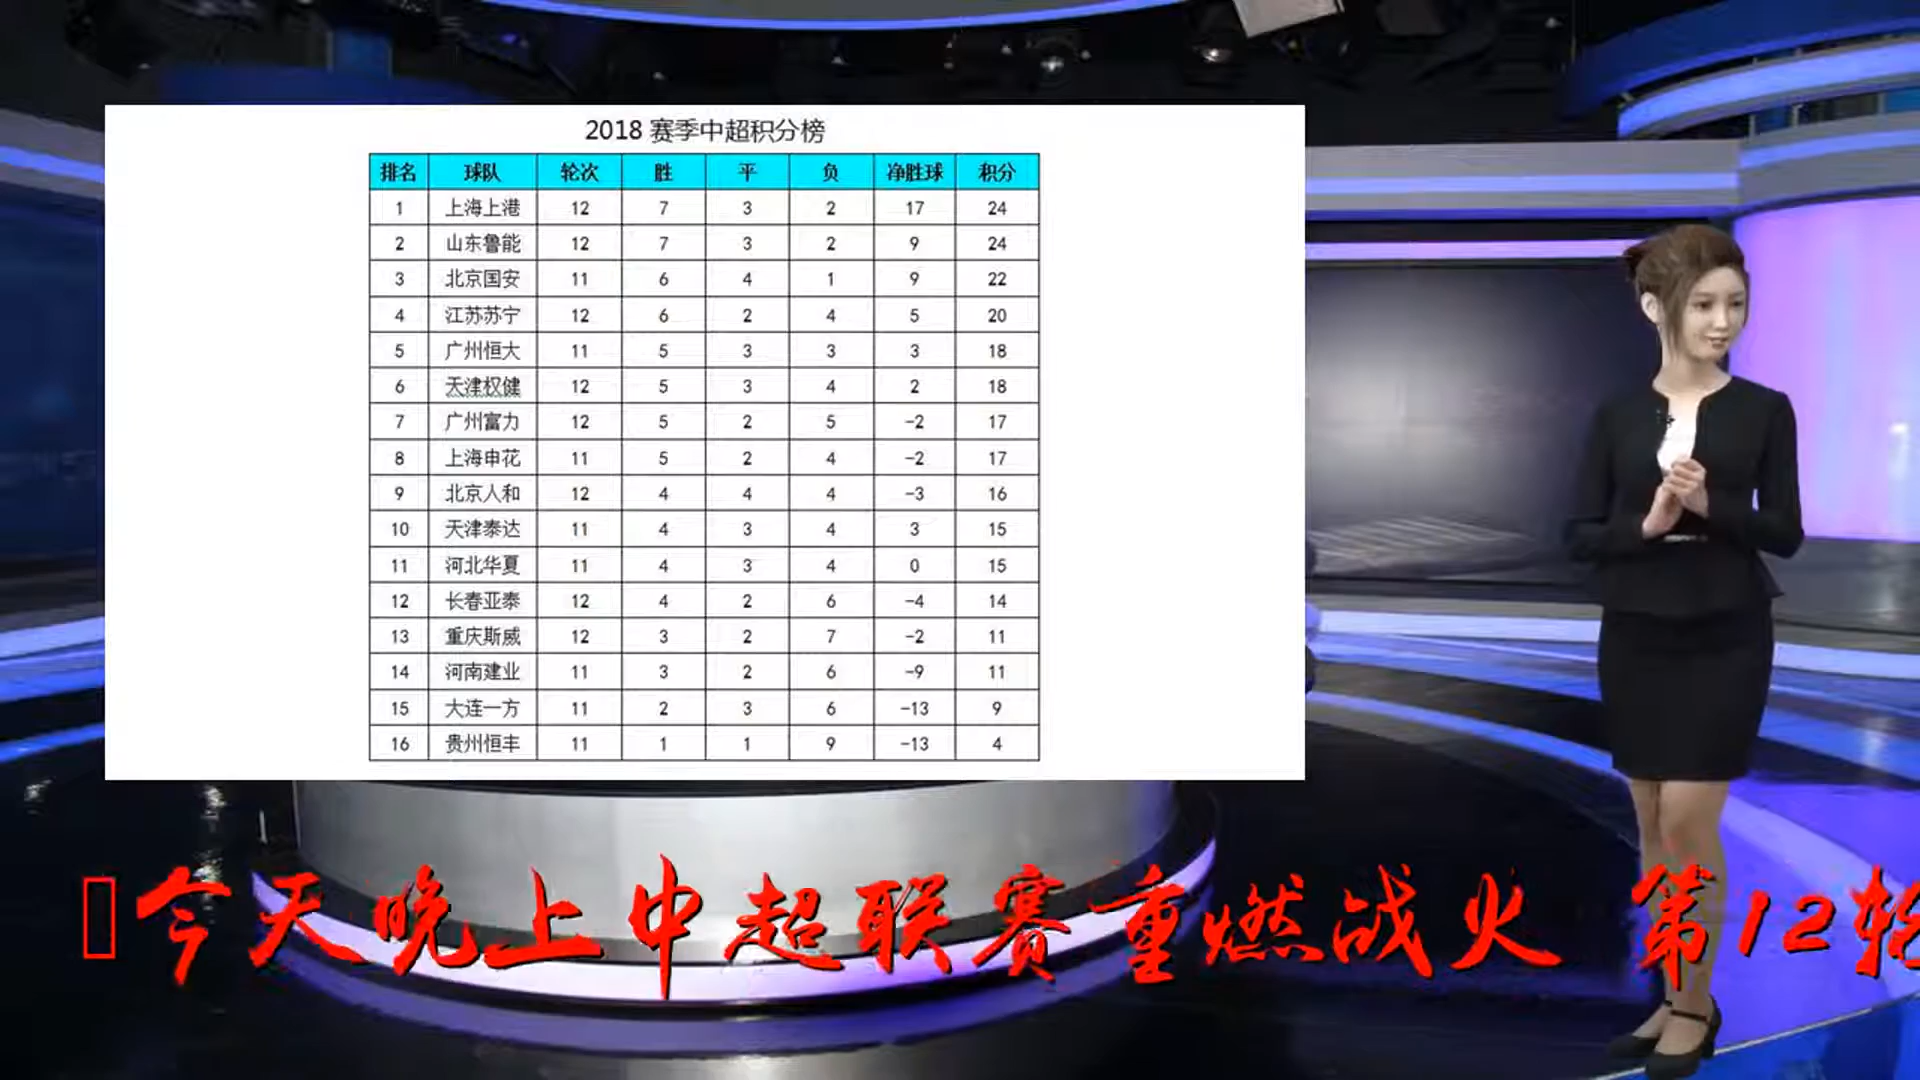 2018 赛季中超积分榜
排名 球队 轮次 胜 平 负 净胜球 积分
1 上海上港 12 7 3 2 17 24
2 山东鲁能 12 7 3 2 9 24
3 北京国安 11 6 4 1 9 22
4 江苏苏宁 12 6 2 4 5 20
5 广州恒大 11 5 3 3 3 18
6 天津权健 12 5 3 4 2 18
7 广州富力 12 5 2 5 -2 17
8 上海申花 11 5 2 4 -2 17
9 北京人和 12 4 4 4 -3 16
10 天津泰达 11 4 3 4 3 15
11 河北华夏 11 4 3 4 0 15
12 长春亚泰 12 4 2 6 -4 14
13 重庆斯威 12 3 2 7 -2 11
14 河南建业 11 3 2 6 -9 11
15 大连一方 11 2 3 6 -13 9
16 贵州恒丰 11 1 1 9 -13 4
今天晚上中超联赛重燃战火 第12轮